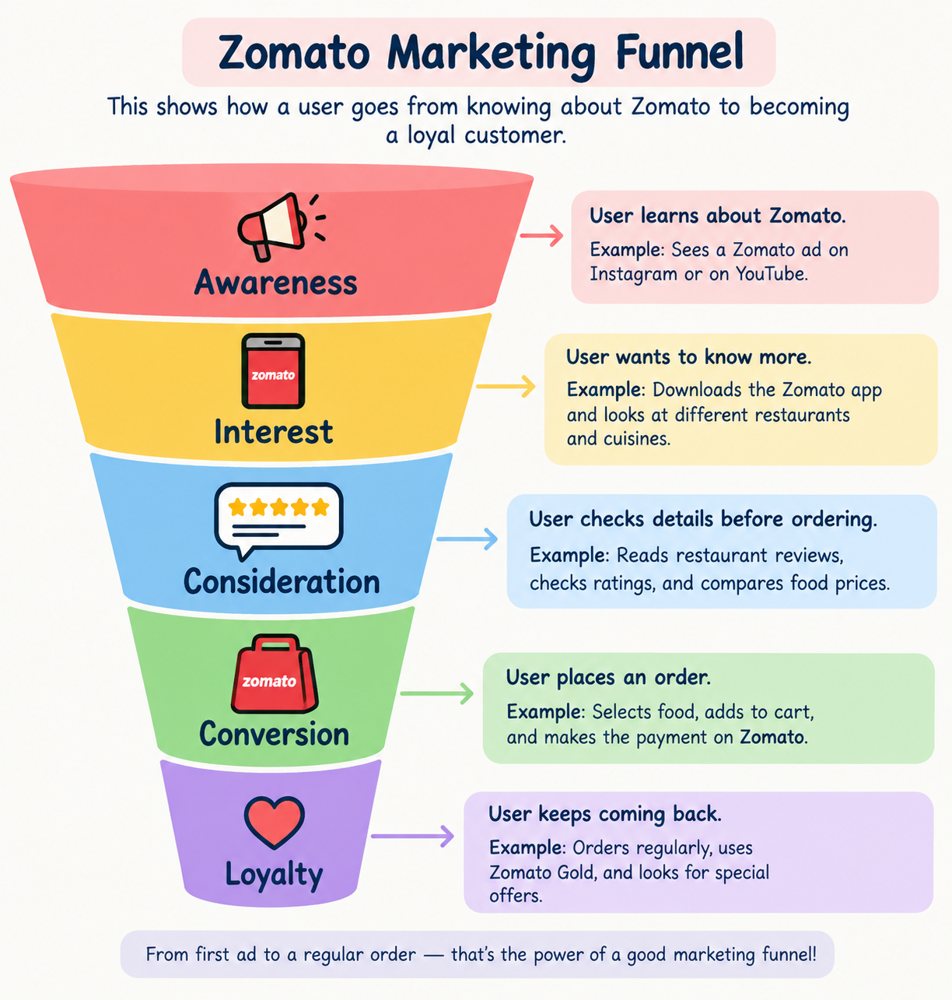 Zomato Marketing Funnel
This shows how a user goes from knowing about Zomato to becoming
a loyal customer.
Awareness
User learns about Zomato.
Example: Sees a Zomato ad on
Instagram or on YouTube.
zomato
Interest
User wants to know more.
Example: Downloads the Zomato app
and looks at different restaurants
and cuisines.
Consideration
User checks details before ordering.
Example: Reads restaurant reviews,
checks ratings, and compares food prices.
zomato
Conversion
User places an order.
Example: Selects food, adds to cart,
and makes the payment on Zomato.
Loyalty
User keeps coming back.
Example: Orders regularly, uses
Zomato Gold, and looks for special
offers.
From first ad to a regular order — that's the power of a good marketing funnel!